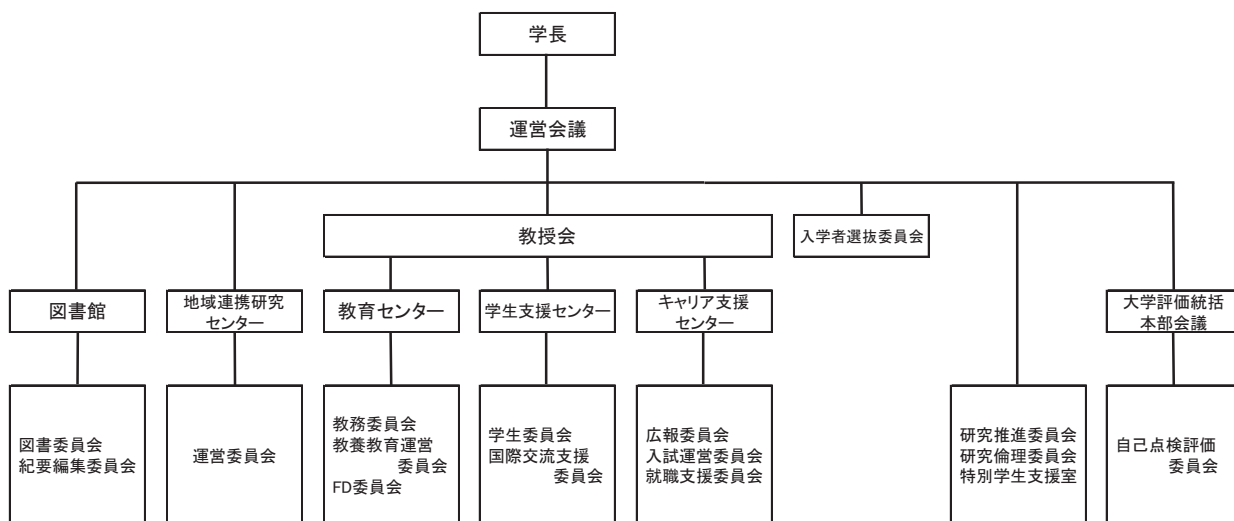 学長
運営会議
教授会
入学者選抜委員会
図書館
地域連携研究
センター
教育センター
学生支援センター
キャリア支援
センター
大学評価統括
本部会議
図書委員会
紀要編集委員会
運営委員会
教務委員会
教養教育運営
委員会
FD委員会
学生委員会
国際交流支援
委員会
広報委員会
入試運営委員会
就職支援委員会
研究推進委員会
研究倫理委員会
特別学生支援室
自己点検評価
委員会